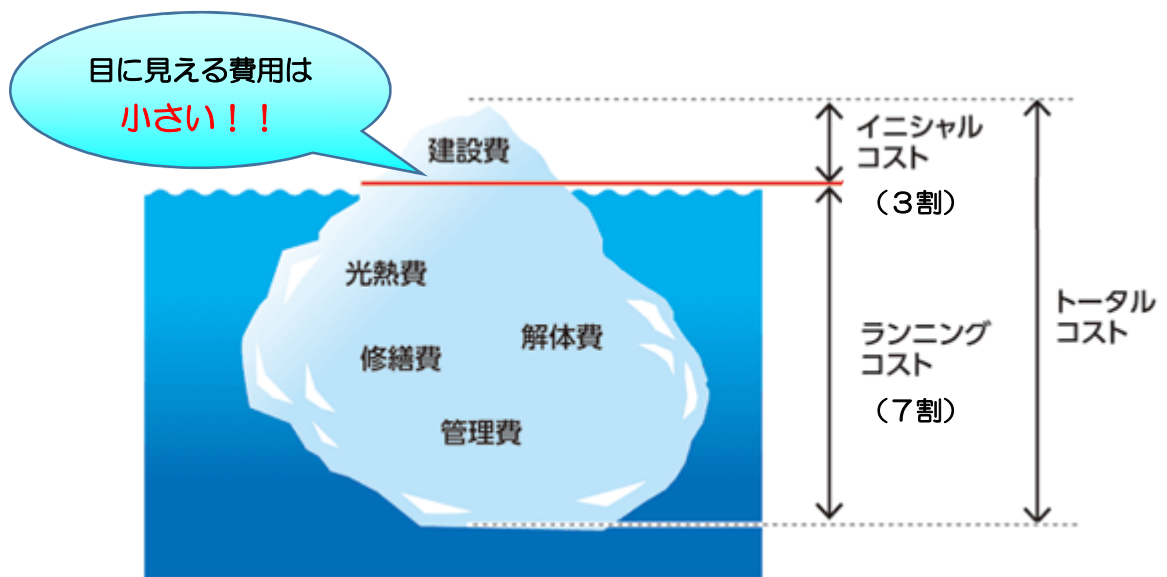 目に見える費用は
小さい！！
建設費
イニシャル
コスト
（３割）
光熱費
解体費
修繕費
管理費
ランニング
コスト
（７割）
トータル
コスト